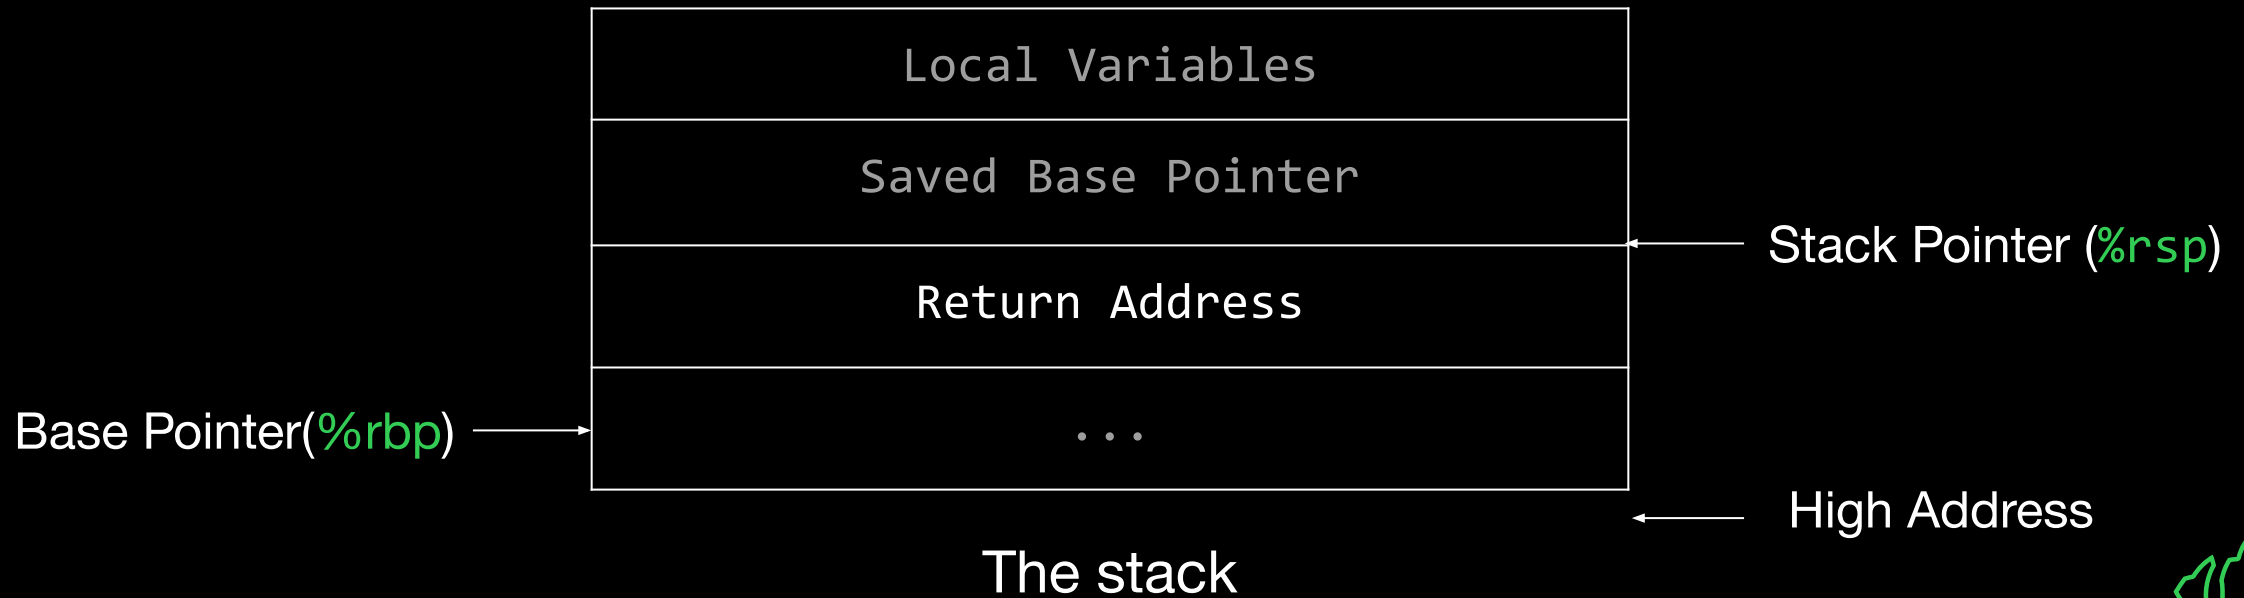 Local Variables
Saved Base Pointer
Stack Pointer (%rsp)
Return Address
Base Pointer(%rbp)
...
High Address
The stack